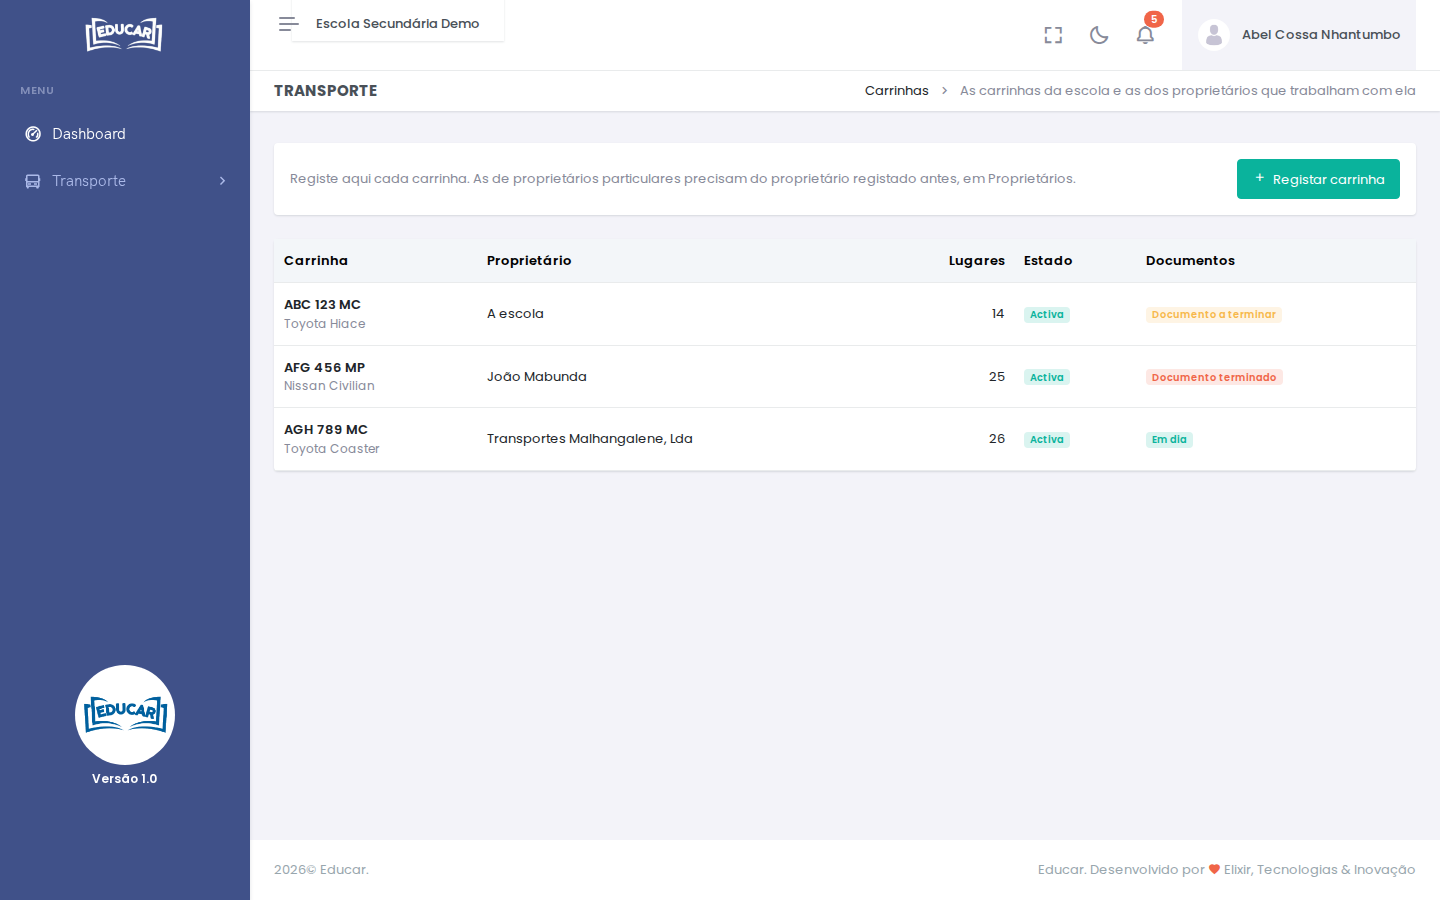 EDUCAR
MENU
Dashboard
Transporte
EDUCAR
Versão 1.0
Escola Secundária Demo
5
Abel Cossa Nhantumbo
TRANSPORTE
Carrinhas
As carrinhas da escola e as dos proprietários que trabalham com ela
Registe aqui cada carrinha. As de proprietários particulares precisam do proprietário registado antes, em Proprietários.
+ Registar carrinha
Carrinha Proprietário Lugares Estado Documentos
ABC 123 MC
Toyota Hiace
A escola 14 Activa Documento a terminar
AFG 456 MP
Nissan Civilian
João Mabunda 25 Activa Documento terminado
AGH 789 MC
Toyota Coaster
Transportes Malhangalene, Lda 26 Activa Em dia
2026© Educar.
Educar. Desenvolvido por ♥ Elixir, Tecnologias & Inovação